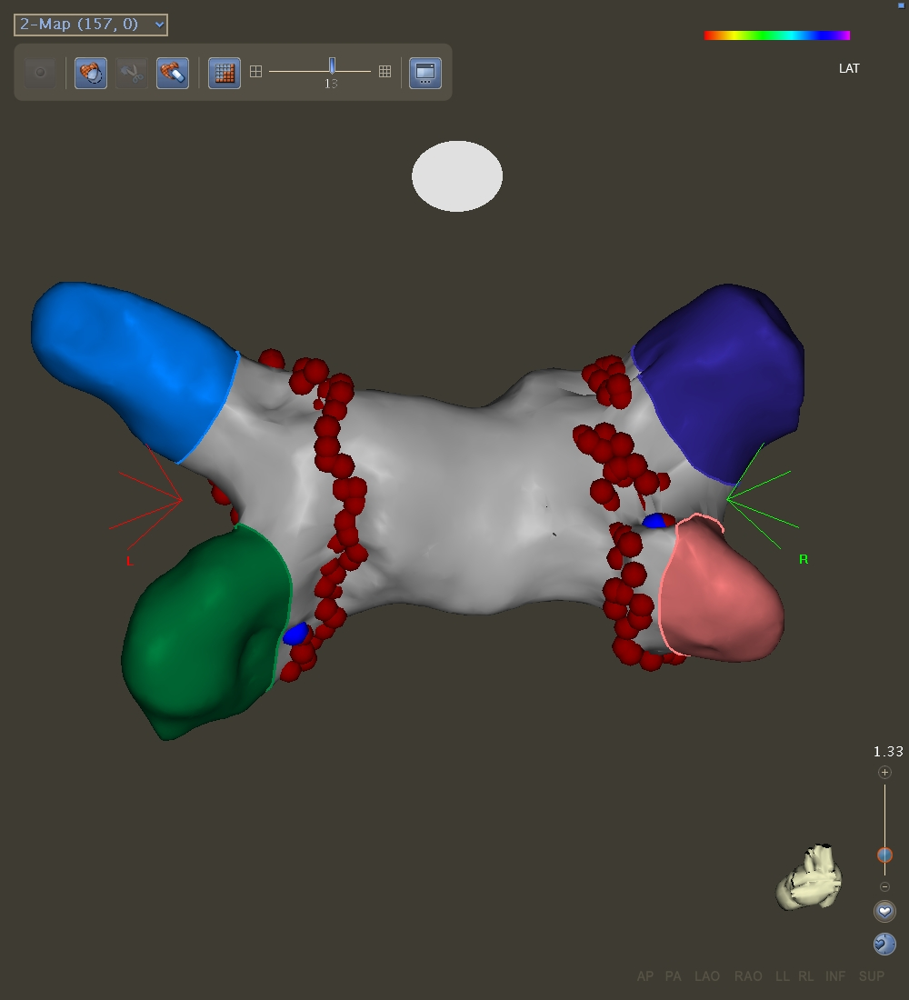 2-Map (157, 0)
LAT
13
L
R
1.33
AP PA LAO RAO LL RL INF SUP